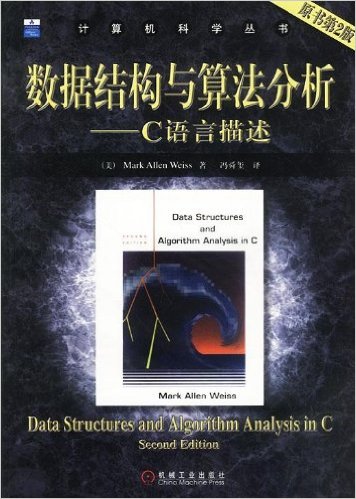 计算机科学丛书
原书第2版
数据结构与算法分析
——C语言描述
（美） Mark Allen Weiss 著 冯舜玺 译
Data Structures
and
SECOND EDITION Algorithm Analysis in C
Mark Allen Weiss
Data Structures and Algorithm Analysis in C
Second Edition
机械工业出版社
China Machine Press